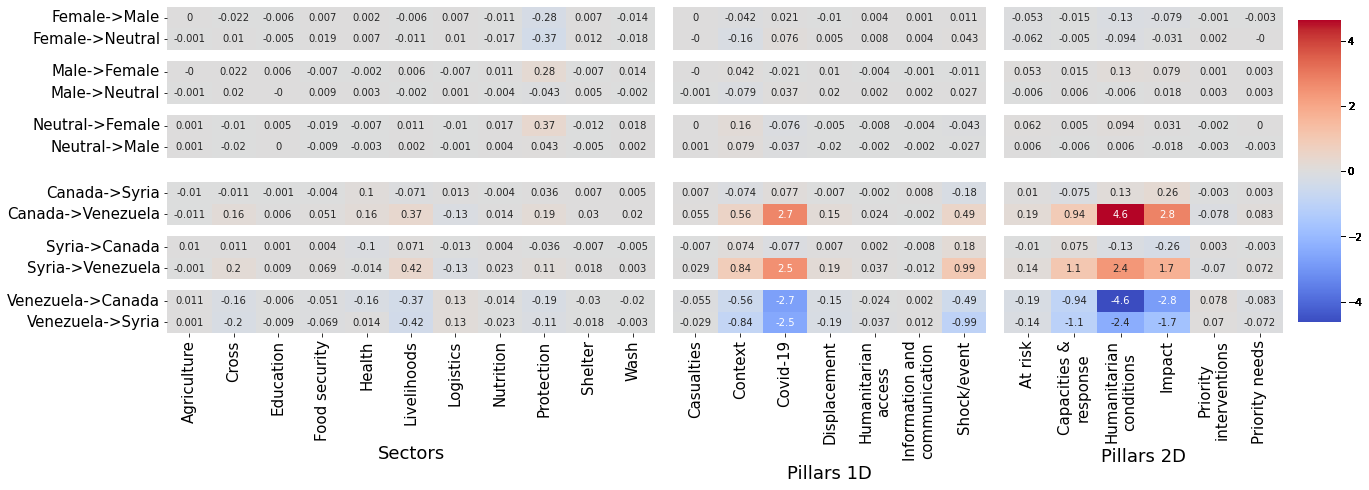 Female->Male 0 -0.022 -0.006 0.007 0.002 -0.006 0.007 -0.011 -0.28 0.007 -0.014 0 -0.042 0.021 -0.01 0.004 0.001 0.011 -0.053 -0.015 -0.13 -0.079 -0.001 -0.003
Female->Neutral -0.001 0.01 -0.005 0.019 0.007 -0.011 0.01 -0.017 -0.37 0.012 -0.018 -0 -0.16 0.076 0.005 0.008 0.004 0.043 -0.062 -0.005 -0.094 -0.031 0.002 -0
Male->Female -0 0.022 0.006 -0.007 -0.002 0.006 -0.007 0.011 0.28 -0.007 0.014 -0 0.042 -0.021 0.01 -0.004 -0.001 -0.011 0.053 0.015 0.13 0.079 0.001 0.003
Male->Neutral -0.001 0.02 -0 0.009 0.003 -0.002 0.001 -0.004 -0.043 0.005 -0.002 -0.001 -0.079 0.037 0.02 0.002 0.002 0.027 -0.006 0.006 -0.006 0.018 0.003 0.003
Neutral->Female 0.001 -0.01 0.005 -0.019 -0.007 0.011 -0.01 0.017 0.37 -0.012 0.018 0 0.16 -0.076 -0.005 -0.008 -0.004 -0.043 0.062 0.005 0.094 0.031 -0.002 0
Neutral->Male 0.001 -0.02 0 -0.009 -0.003 0.002 -0.001 0.004 0.043 -0.005 0.002 0.001 0.079 -0.037 -0.02 -0.002 -0.002 -0.027 0.006 -0.006 0.006 -0.018 -0.003 -0.003
Canada->Syria -0.01 -0.011 -0.001 -0.004 0.1 -0.071 0.013 -0.004 0.036 0.007 0.005 0.007 -0.074 0.077 -0.007 -0.002 0.008 -0.18 0.01 -0.075 0.13 0.26 -0.003 0.003
Canada->Venezuela -0.011 0.16 0.006 0.051 0.16 0.37 -0.13 0.014 0.19 0.03 0.02 0.055 0.56 2.7 0.15 0.024 -0.002 0.49 0.19 0.94 4.6 2.8 -0.078 0.083
Syria->Canada 0.01 0.011 0.001 0.004 -0.1 0.071 -0.013 0.004 -0.036 -0.007 -0.005 -0.007 0.074 -0.077 0.007 0.002 -0.008 0.18 -0.01 0.075 -0.13 -0.26 0.003 -0.003
Syria->Venezuela -0.001 0.2 0.009 0.069 -0.014 0.42 -0.13 0.023 0.11 0.018 0.003 0.029 0.84 2.5 0.19 0.037 -0.012 0.99 0.14 1.1 2.4 1.7 -0.07 0.072
Venezuela->Canada 0.011 -0.16 -0.006 -0.051 -0.16 -0.37 0.13 -0.014 -0.19 -0.03 -0.02 -0.055 -0.56 -2.7 -0.15 -0.024 0.002 -0.49 -0.19 -0.94 -4.6 -2.8 0.078 -0.083
Venezuela->Syria 0.001 -0.2 -0.009 -0.069 0.014 -0.42 0.13 -0.023 -0.11 -0.018 -0.003 -0.029 -0.84 -2.5 -0.19 -0.037 0.012 -0.99 -0.14 -1.1 -2.4 -1.7 0.07 -0.072
Agriculture
Cross
Education
Food security
Health
Livelihoods
Logistics
Nutrition
Protection
Shelter
Wash
Sectors
Casualties
Context
Covid-19
Displacement
Humanitarian
access
Information and
communication
Shock/event
Pillars 1D
At risk
Capacities &
response
Humanitarian
conditions
Impact
Priority
interventions
Priority needs
Pillars 2D
4
2
0
−2
−4